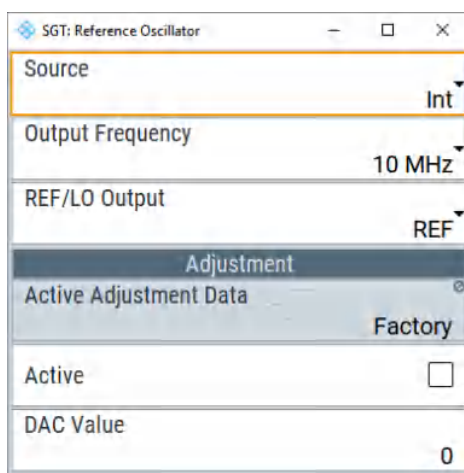 SGT: Reference Oscillator
Source
Int
Output Frequency
10 MHz
REF/LO Output
REF
Adjustment
Active Adjustment Data
Factory
Active
DAC Value
0